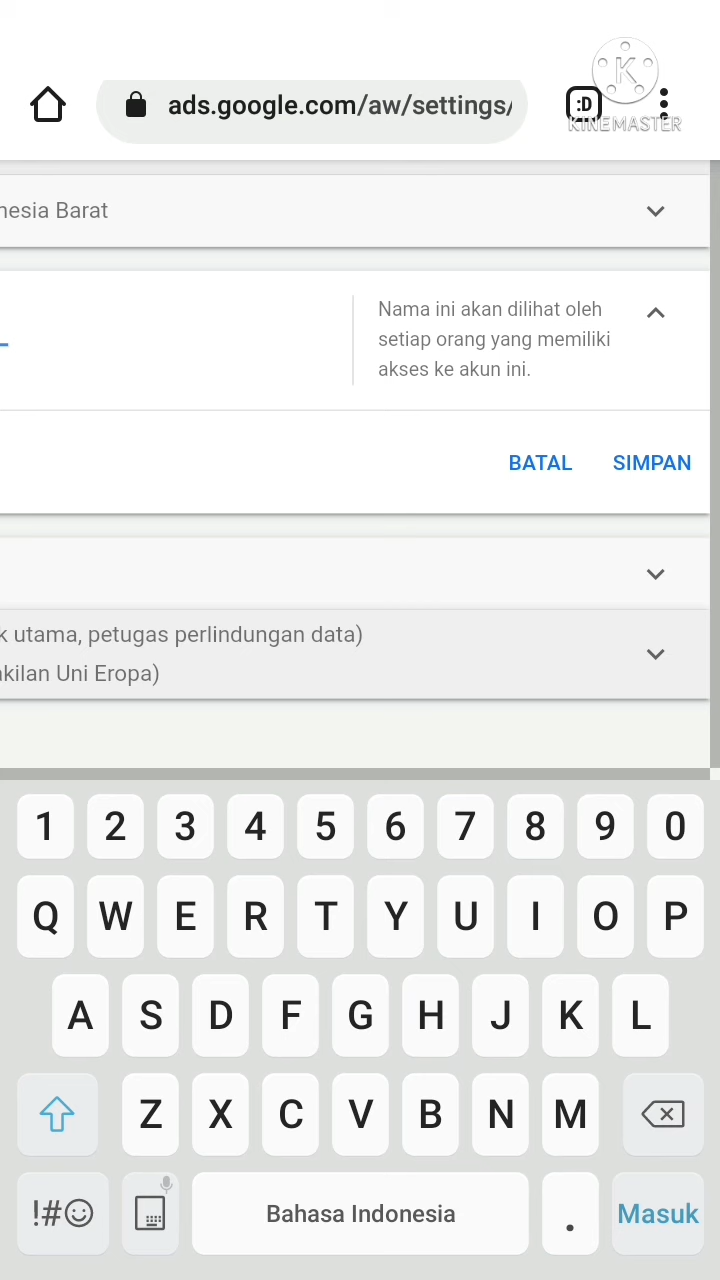 ads.google.com/aw/settings/
:D
K
KINEMASTER
nesia Barat
Nama ini akan dilihat oleh
setiap orang yang memiliki
akses ke akun ini.
BATAL SIMPAN
k utama, petugas perlindungan data)
akilan Uni Eropa)
1 2 3 4 5 6 7 8 9 0
Q W E R T Y U I O P
A S D F G H J K L
Z X C V B N M
!#☺ Bahasa Indonesia . Masuk